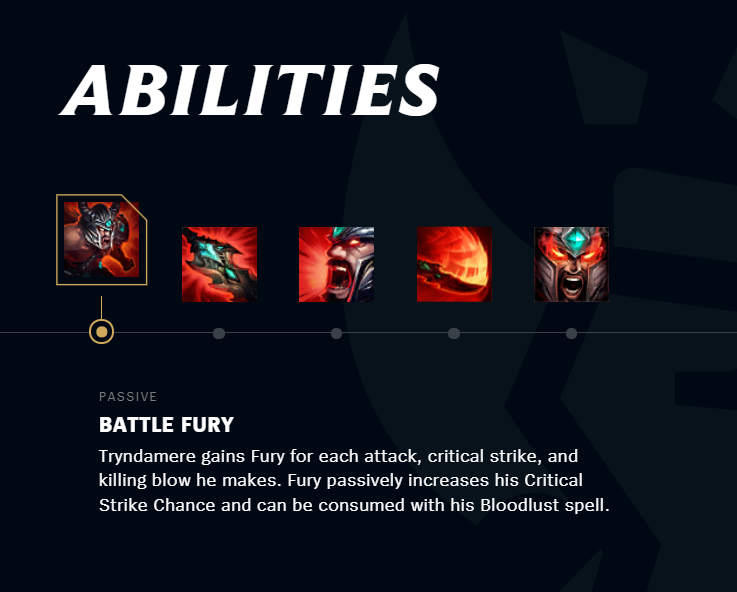 ABILITIES
PASSIVE
BATTLE FURY
Tryndamere gains Fury for each attack, critical strike, and
killing blow he makes. Fury passively increases his Critical
Strike Chance and can be consumed with his Bloodlust spell.